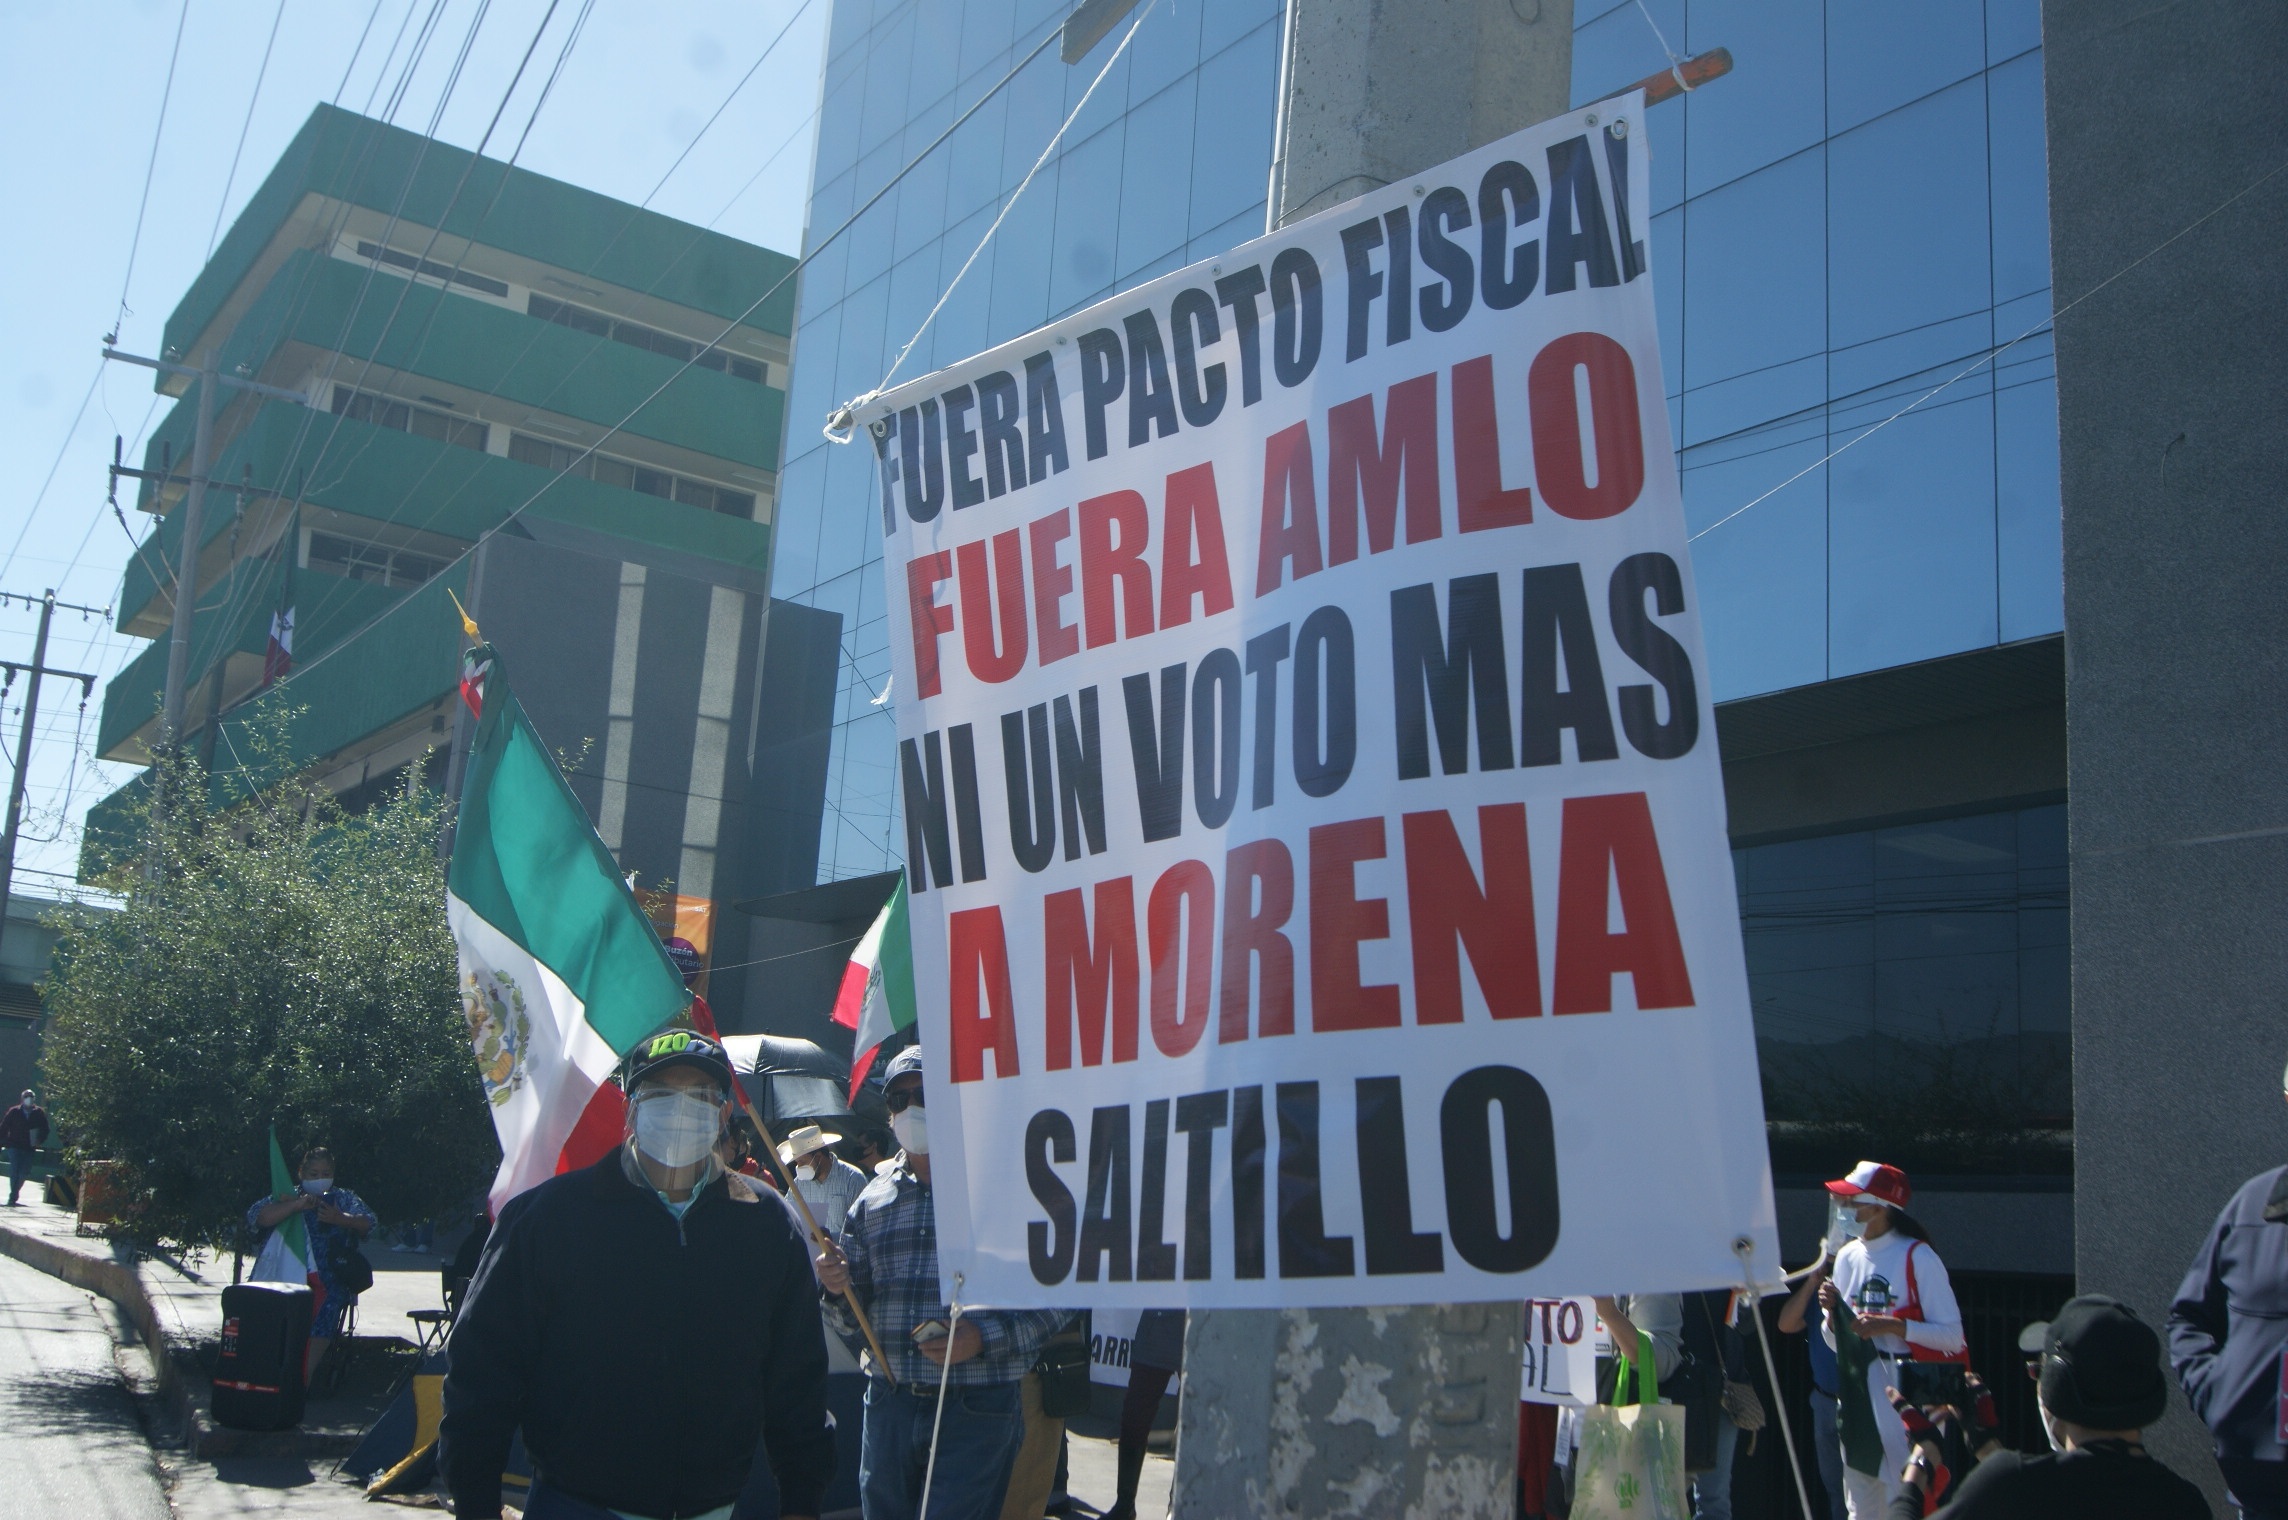 FUERA PACTO FISCAL
FUERA AMLO
NI UN VOTO MAS
A MORENA
SALTILLO